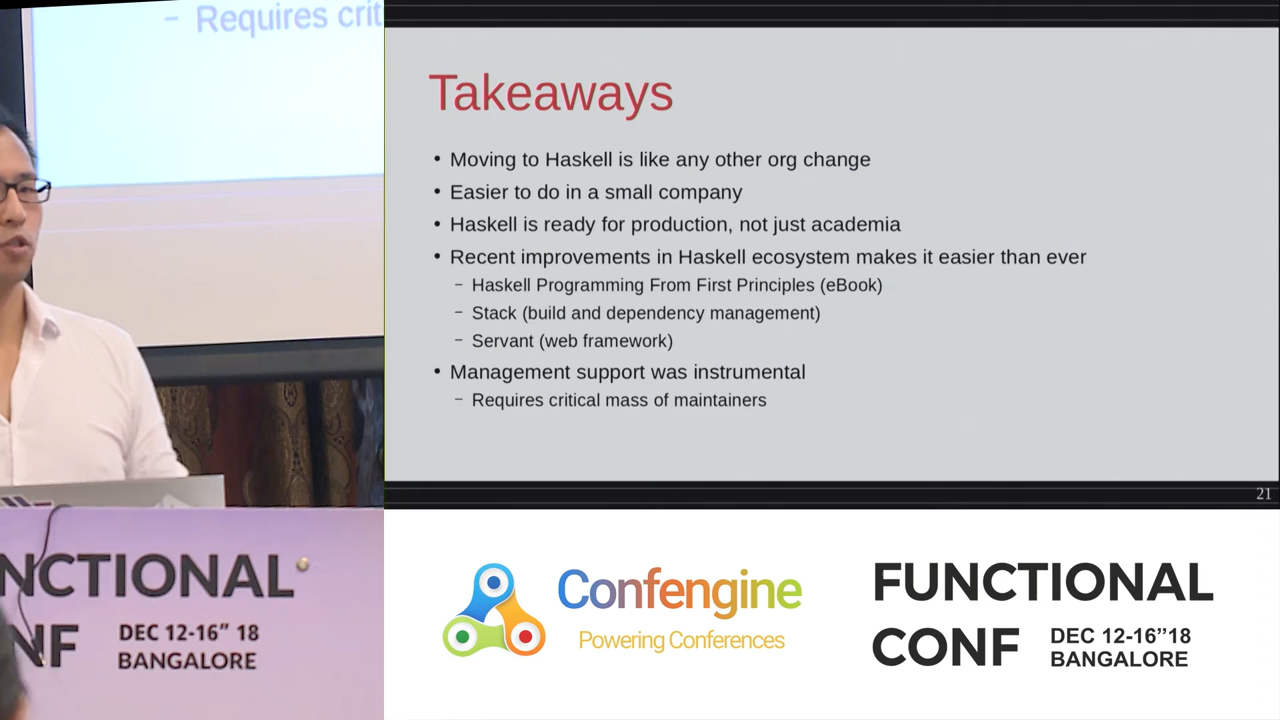 Requires crit
Takeaways
• Moving to Haskell is like any other org change
• Easier to do in a small company
• Haskell is ready for production, not just academia
• Recent improvements in Haskell ecosystem makes it easier than ever
– Haskell Programming From First Principles (eBook)
– Stack (build and dependency management)
– Servant (web framework)
• Management support was instrumental
– Requires critical mass of maintainers
21
NCTIONAL
NF
DEC 12-16” 18
BANGALORE
Confengine
Powering Conferences
FUNCTIONAL
CONF
DEC 12-16”18
BANGALORE